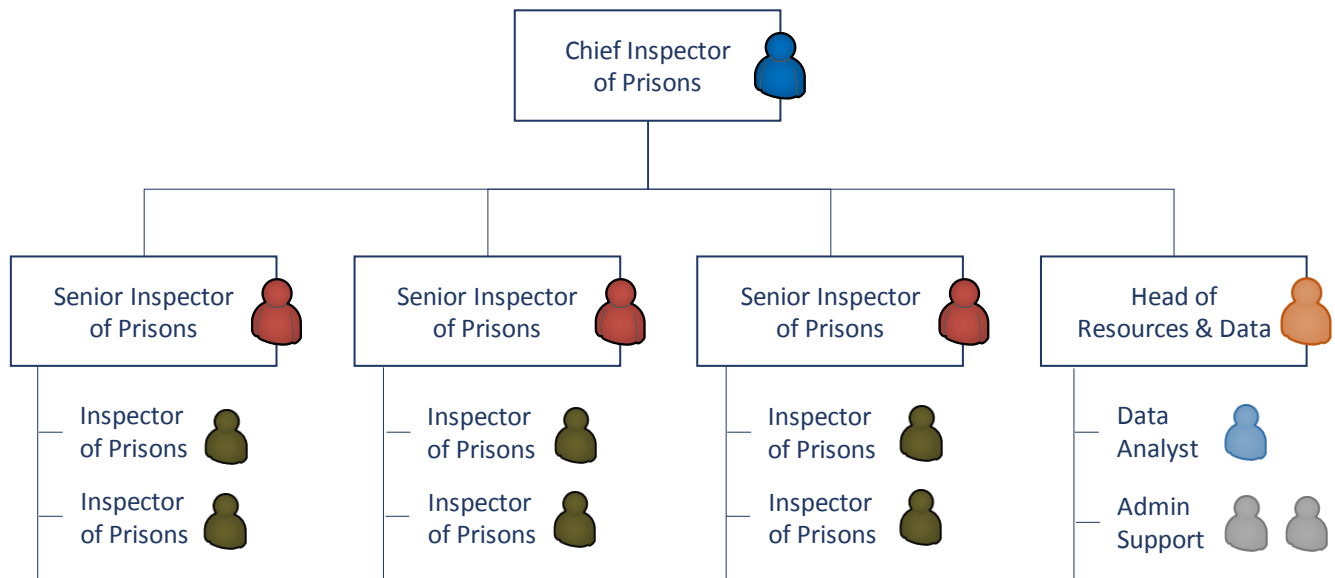 Chief Inspector
of Prisons
Senior Inspector
of Prisons
Senior Inspector
of Prisons
Senior Inspector
of Prisons
Head of
Resources & Data
Inspector
of Prisons
Inspector
of Prisons
Inspector
of Prisons
Inspector
of Prisons
Inspector
of Prisons
Inspector
of Prisons
Data
Analyst
Admin
Support